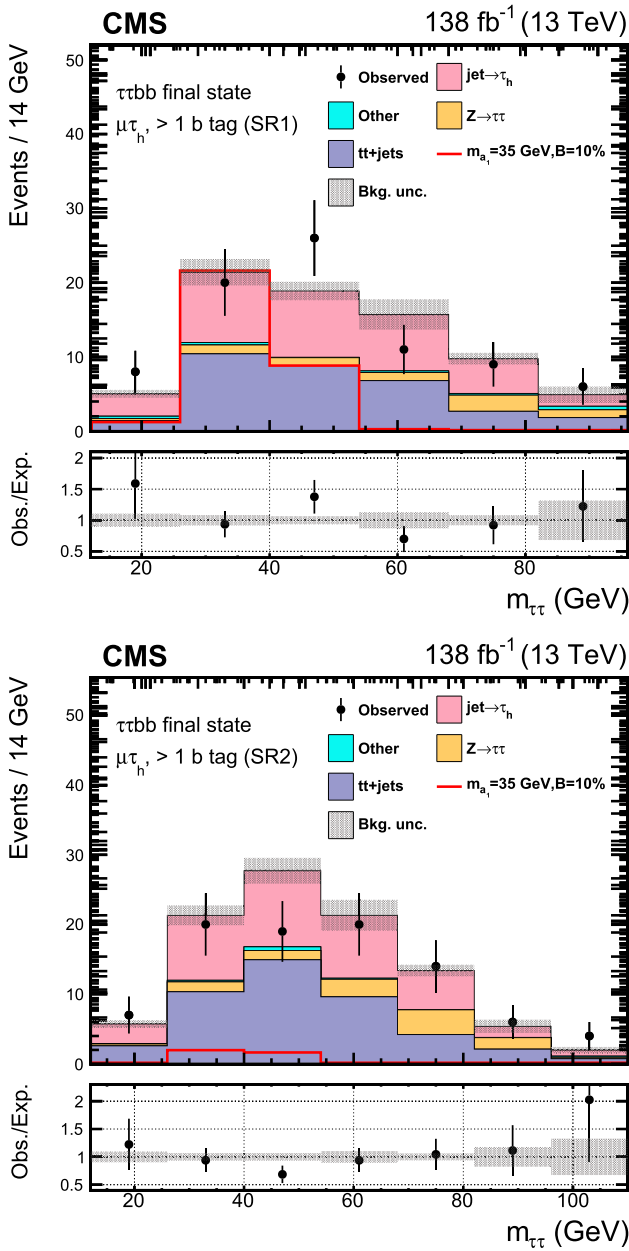 CMS 138 fb⁻¹ (13 TeV)
Events / 14 GeV
ττbb final state
μτₕ, > 1 b tag (SR1)
Observed
jet→τₕ
Other
Z→ττ
tt+jets
m_a₁=35 GeV,B=10%
Bkg. unc.
50
40
30
20
10
0
Obs./Exp.
2
1.5
1
0.5
20 40 60 80
m_ττ (GeV)
CMS 138 fb⁻¹ (13 TeV)
Events / 14 GeV
ττbb final state
μτₕ, > 1 b tag (SR2)
Observed
jet→τₕ
Other
Z→ττ
tt+jets
m_a₁=35 GeV,B=10%
Bkg. unc.
50
40
30
20
10
0
Obs./Exp.
2
1.5
1
0.5
20 40 60 80 100
m_ττ (GeV)